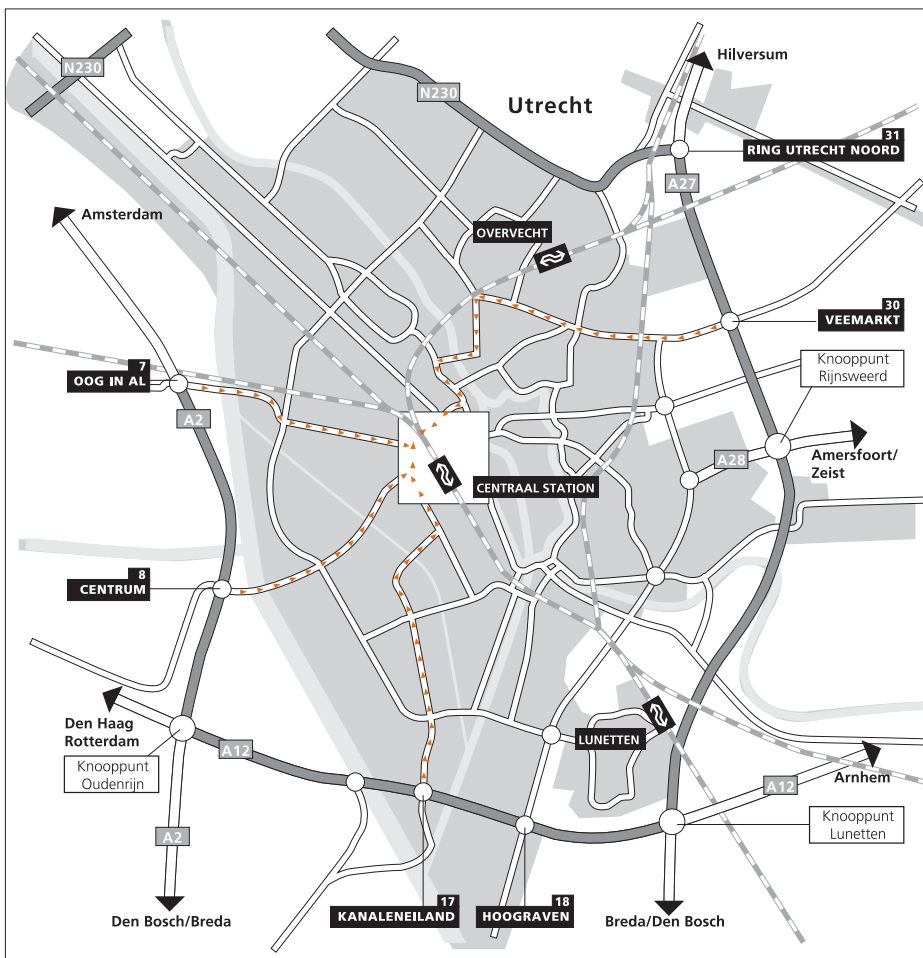 N230
N230
Utrecht
Hilversum
31
RING UTRECHT NOORD
A27
Amsterdam
OVERVECHT
30
VEEMARKT
7
OOG IN AL
Knooppunt
Rijnsweerd
A2
A28
Amersfoort/
Zeist
CENTRAAL STATION
8
CENTRUM
Den Haag
Rotterdam
A12
LUNETTEN
Knooppunt
Oudenrijn
Arnhem
A12
A2
Knooppunt
Lunetten
17
KANALENEILAND
18
HOOGRAVEN
Den Bosch/Breda
Breda/Den Bosch